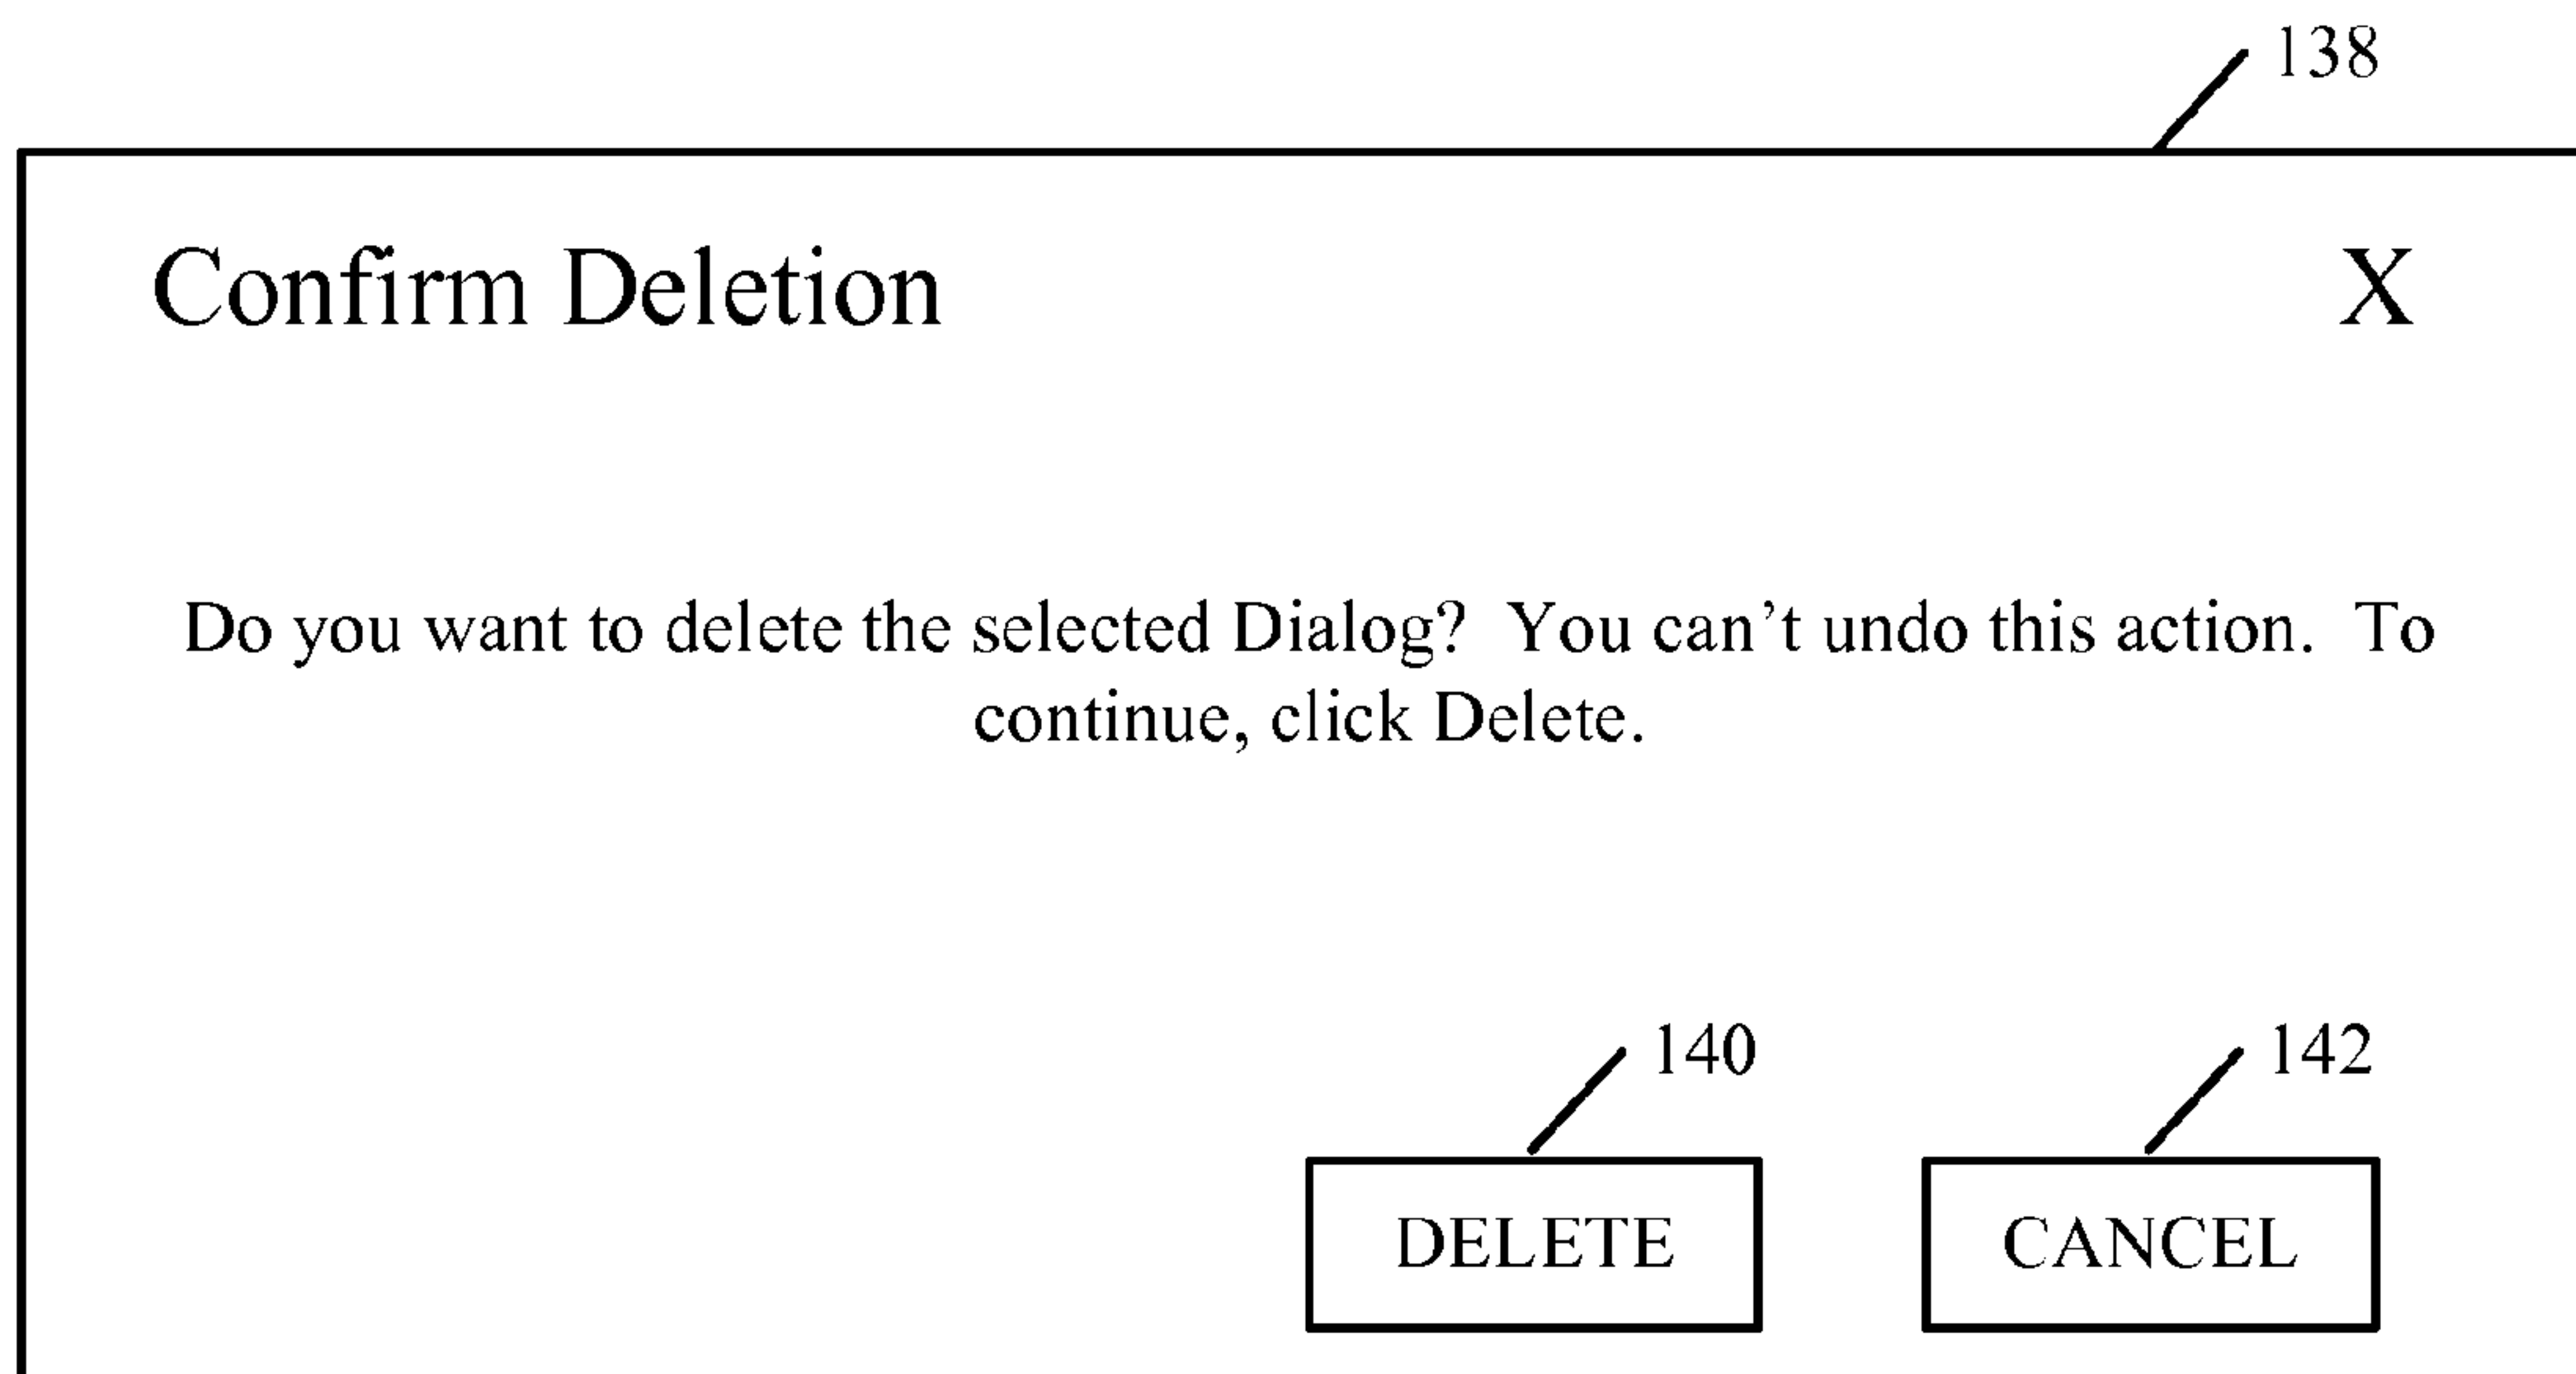 138
Confirm Deletion X
Do you want to delete the selected Dialog?  You can’t undo this action.  To
continue, click Delete.
140 142
DELETE CANCEL